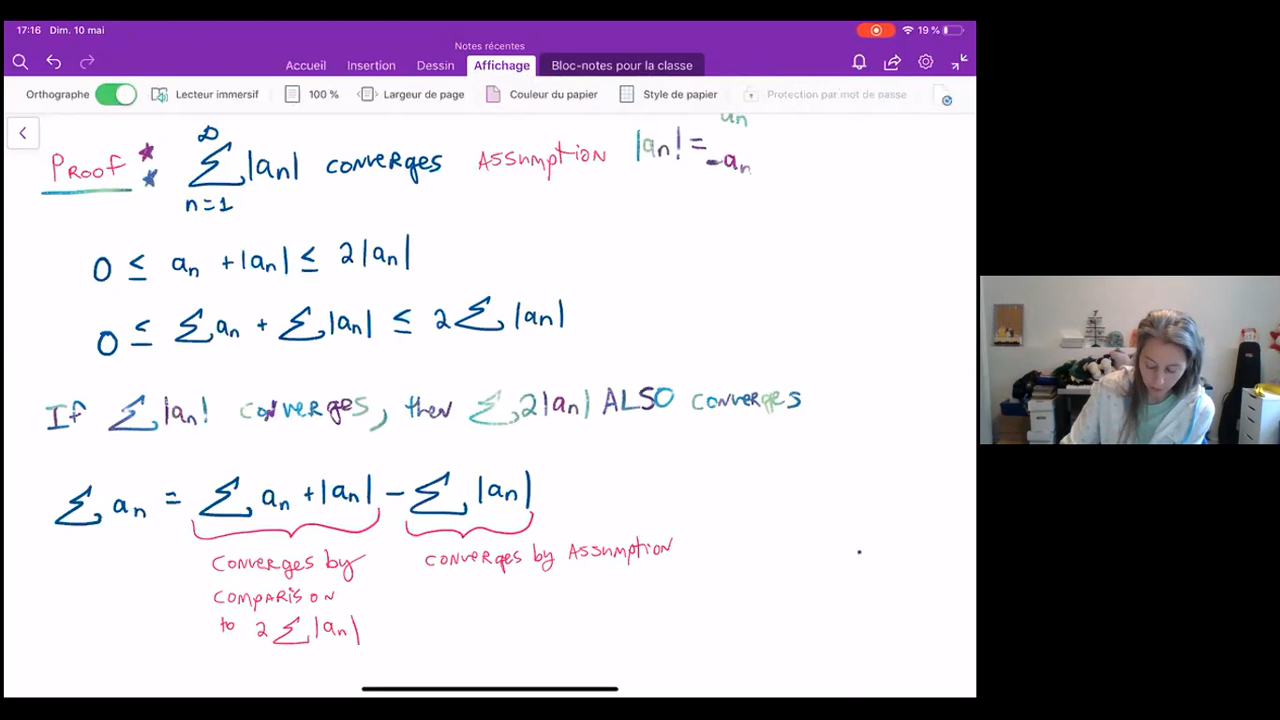 17:16 Dim. 10 mai 19 %
Notes récentes
Accueil Insertion Dessin Affichage Bloc-notes pour la classe
Orthographe Lecteur immersif 100 % Largeur de page Couleur du papier Style de page Protection par mot de passe
an
Proof ∞ ∑ |an| converges Assumption |an| = -an
n=1
0 ≤ an + |an| ≤ 2|an|
0 ≤ ∑an + ∑|an| ≤ 2∑|an|
If ∑|an| converges, then ∑2|an| ALSO converges
∑ an = ∑ an + |an| - ∑ |an|
converges by converges by Assumption
comparison
to 2∑|an|